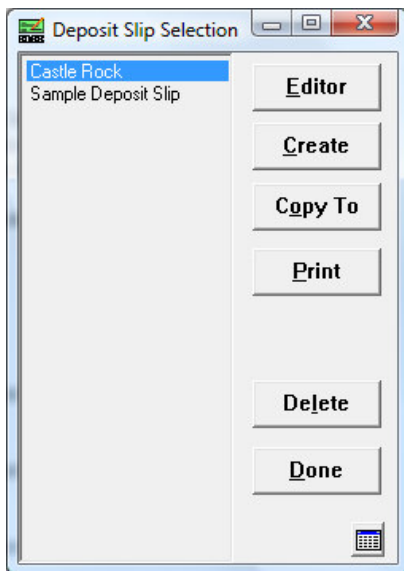 Deposit Slip Selection
Castle Rock
Sample Deposit Slip
Editor
Create
Copy To
Print
Delete
Done